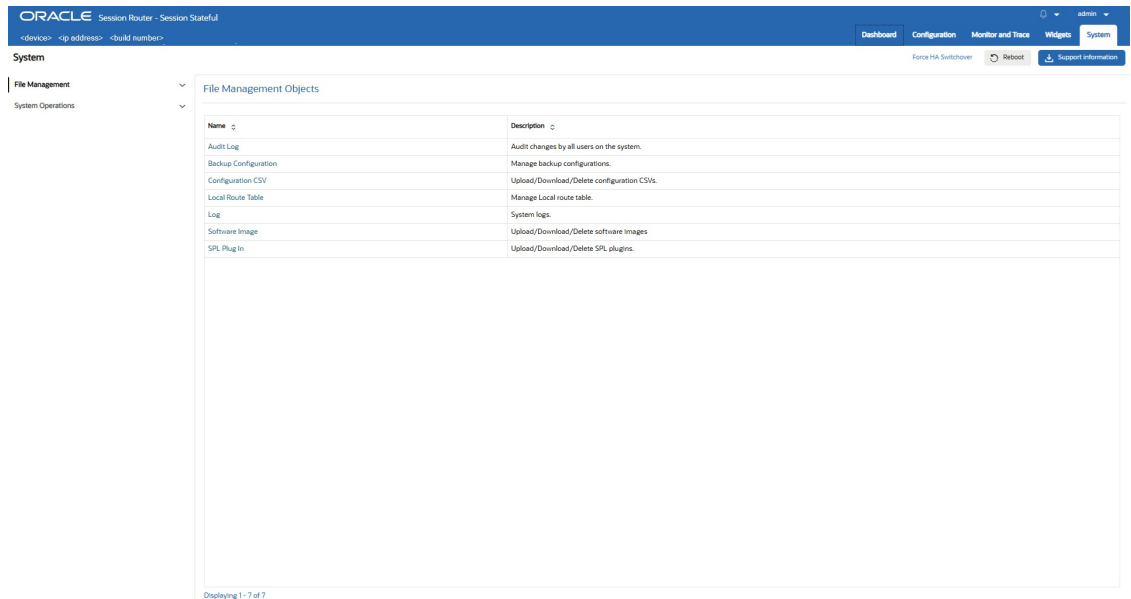 ORACLE Session Router - Session Stateful
admin
<device> <ip address> <build number>
Dashboard Configuration Monitor and Trace Widgets System
System
Force HA Switchover Reboot Support information
File Management
System Operations
File Management Objects
Name Description
Audit Log Audit changes by all users on the system.
Backup Configuration Manage backup configurations.
Configuration CSV Upload/Download/Delete configuration CSVs.
Local Route Table Manage Local route table.
Log System logs.
Software Image Upload/Download/Delete software images
SPL Plug In Upload/Download/Delete SPL plugins.
Displaying 1 - 7 of 7